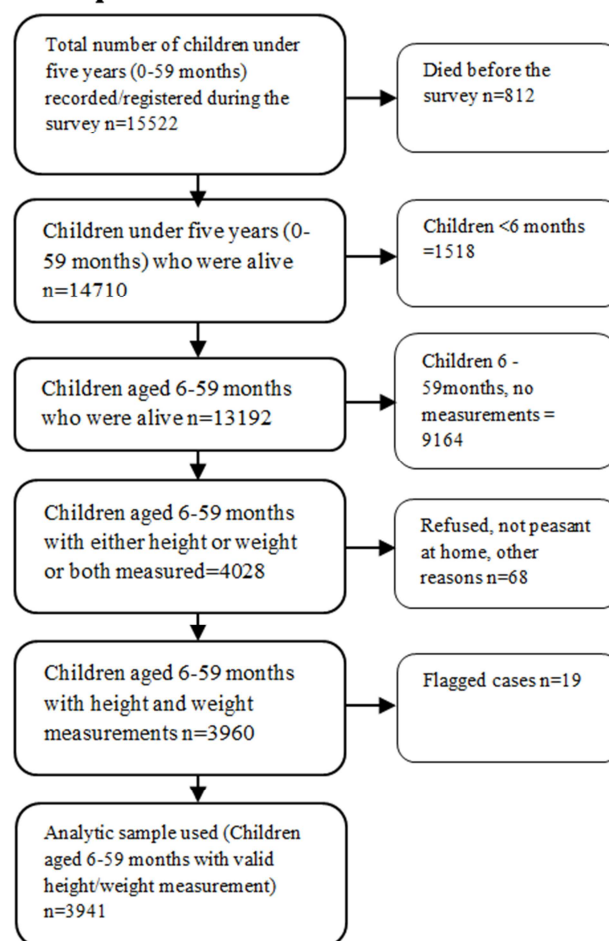 Total number of children under
five years (0-59 months)
recorded/registered during the
survey n=15522
Died before the
survey n=812
Children under five years (0-
59 months) who were alive
n=14710
Children <6 months
=1518
Children aged 6-59 months
who were alive n=13192
Children 6 -
59months, no
measurements =
9164
Children aged 6-59 months
with either height or weight
or both measured=4028
Refused, not peasant
at home, other
reasons n=68
Children aged 6-59 months
with height and weight
measurements n=3960
Flagged cases n=19
Analytic sample used (Children
aged 6-59 months with valid
height/weight measurement)
n=3941